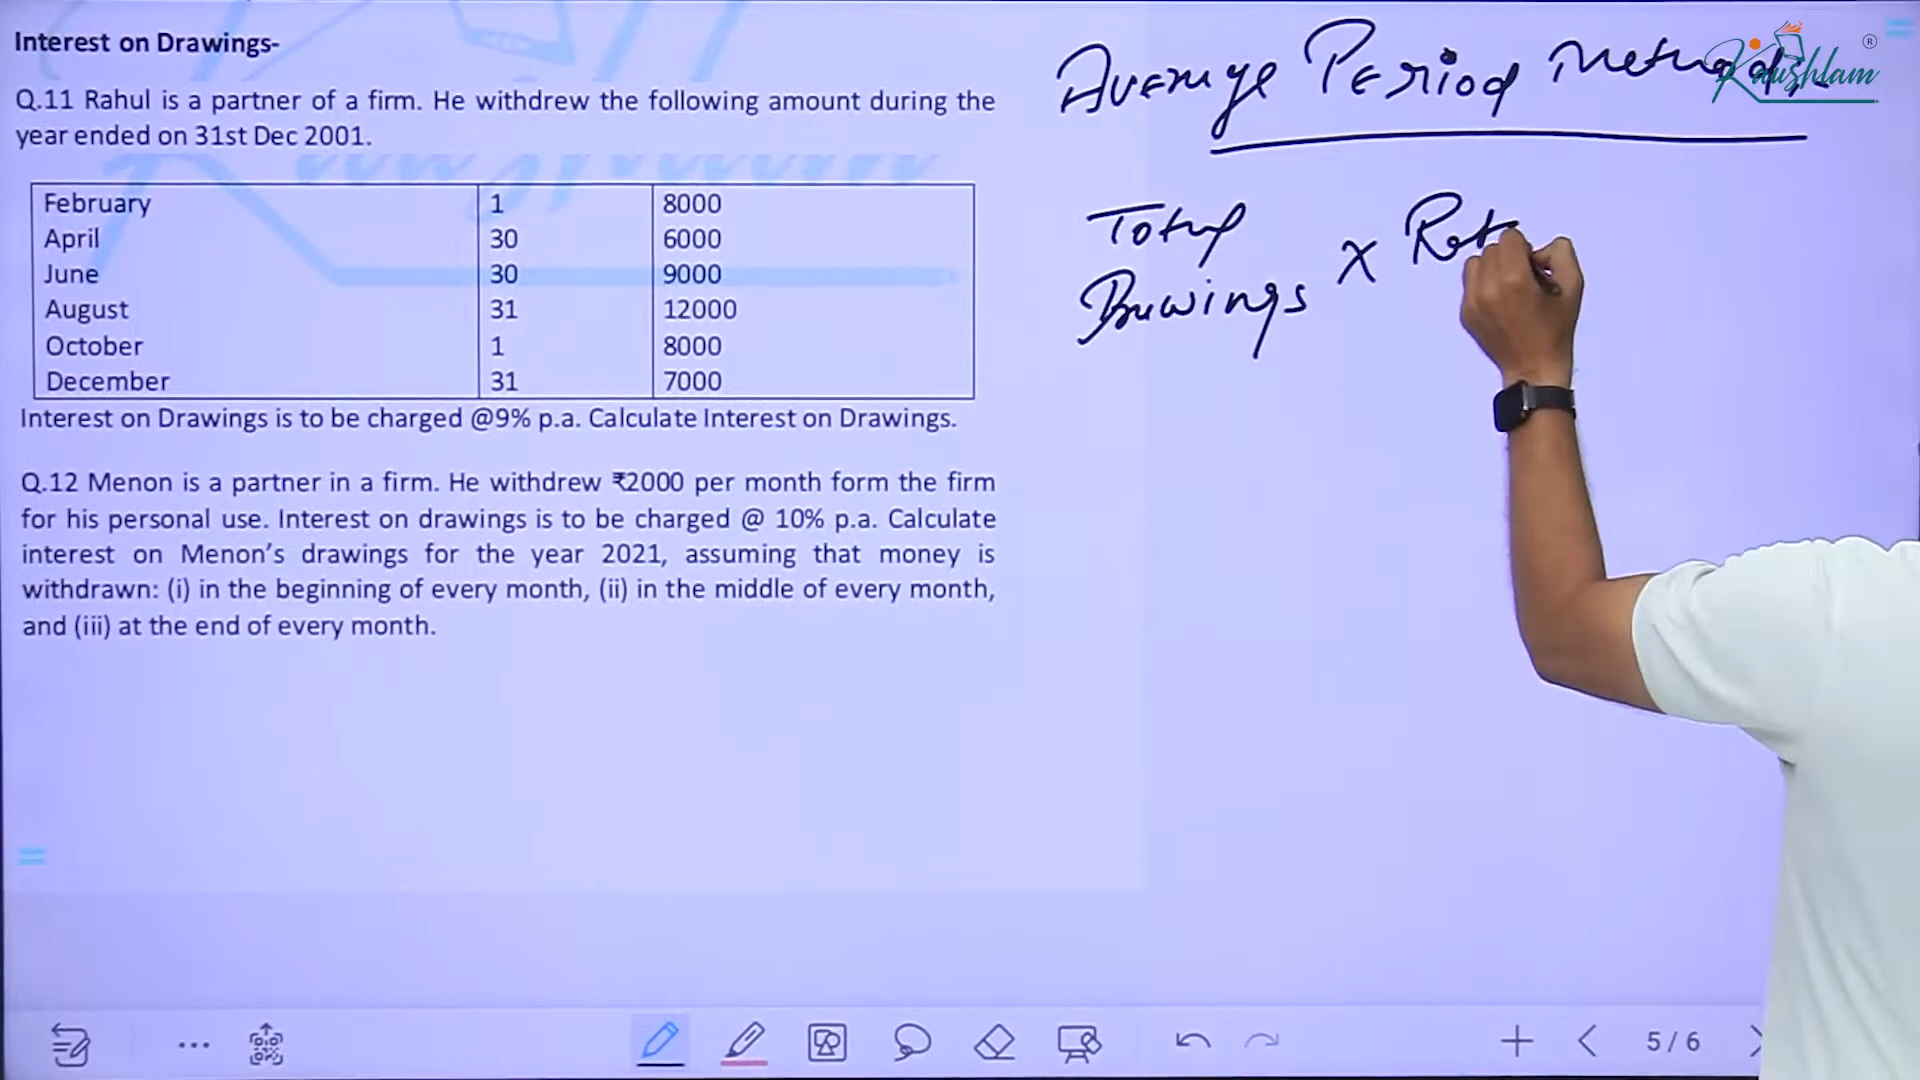 Interest on Drawings-
Q.11 Rahul is a partner of a firm. He withdrew the following amount during the
year ended on 31st Dec 2001.
February 1 8000
April 30 6000
June 30 9000
August 31 12000
October 1 8000
December 31 7000
Interest on Drawings is to be charged @9% p.a. Calculate Interest on Drawings.
Q.12 Menon is a partner in a firm. He withdrew ₹2000 per month form the firm
for his personal use. Interest on drawings is to be charged @ 10% p.a. Calculate
interest on Menon's drawings for the year 2021, assuming that money is
withdrawn: (i) in the beginning of every month, (ii) in the middle of every month,
and (iii) at the end of every month.
Average Period Methods
Kaushlam ®
Total
Drawings × Rat
5/6